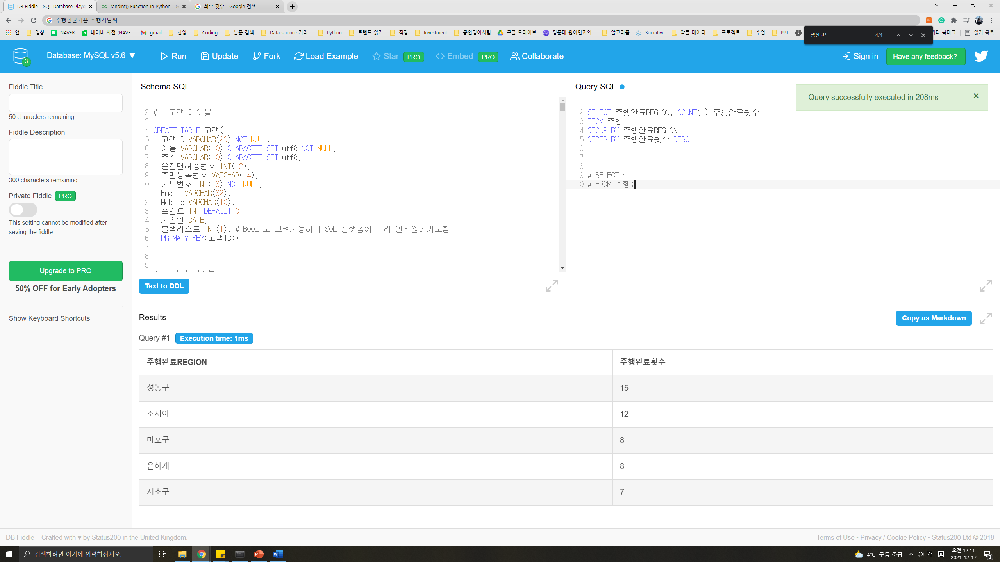 DB Fiddle - SQL Database Playg
randint() Function in Python - G
회수 횟수 - Google 검색
주행평균기온 주행시날씨
앱 영상 NAVER 네이버 사전 (NAVE... gmail 한양 Coding 논문 검색 Data science 커리... Python 트렌드 읽기 직장 Investment 공인영어시험 구글 드라이브 명문대 원어민과의... 알고리즘 Socrative 악플 데이터 프로젝트 수업 PPT 기타 북마크 읽기 목록
생산코드 4/4
3 Database: MySQL v5.6 ▼ Run Update Fork Load Example Star PRO Embed PRO Collaborate Sign in Have any feedback?
Fiddle Title
50 characters remaining.
Fiddle Description
300 characters remaining.
Private Fiddle PRO
This setting cannot be modified after
saving the fiddle.
Upgrade to PRO
50% OFF for Early Adopters
Show Keyboard Shortcuts
Schema SQL
1
2 # 1.고객 테이블.
3
4 CREATE TABLE 고객(
5 고객ID VARCHAR(20) NOT NULL,
6 이름 VARCHAR(10) CHARACTER SET utf8 NOT NULL,
7 주소 VARCHAR(10) CHARACTER SET utf8,
8 운전면허증번호 INT(12),
9 주민등록번호 VARCHAR(14),
10 카드번호 INT(16) NOT NULL,
11 Email VARCHAR(32),
12 Mobile VARCHAR(10),
13 포인트 INT DEFAULT 0,
14 가입일 DATE,
15 블랙리스트 INT(1), # BOOL 도 고려가능하나 SQL 플랫폼에 따라 안지원하기도함.
16 PRIMARY KEY(고객ID));
17
18
19
Text to DDL
Query SQL
Query successfully executed in 208ms
1
2 SELECT 주행완료REGION, COUNT(*) 주행완료횟수
3 FROM 주행
4 GROUP BY 주행완료REGION
5 ORDER BY 주행완료횟수 DESC;
6
7
8
9 # SELECT *
10 # FROM 주행;
Results
Copy as Markdown
Query #1 Execution time: 1ms
주행완료REGION 주행완료횟수
성동구 15
조지아 12
마포구 8
은하계 8
서초구 7
DB Fiddle – Crafted with ♥ by Status200 in the United Kingdom.
Terms of Use • Privacy / Cookie Policy • Status200 Ltd © 2018
검색하려면 여기에 입력하십시오.
4°C 구름 조금
가
오전 12:11
2021-12-17
3